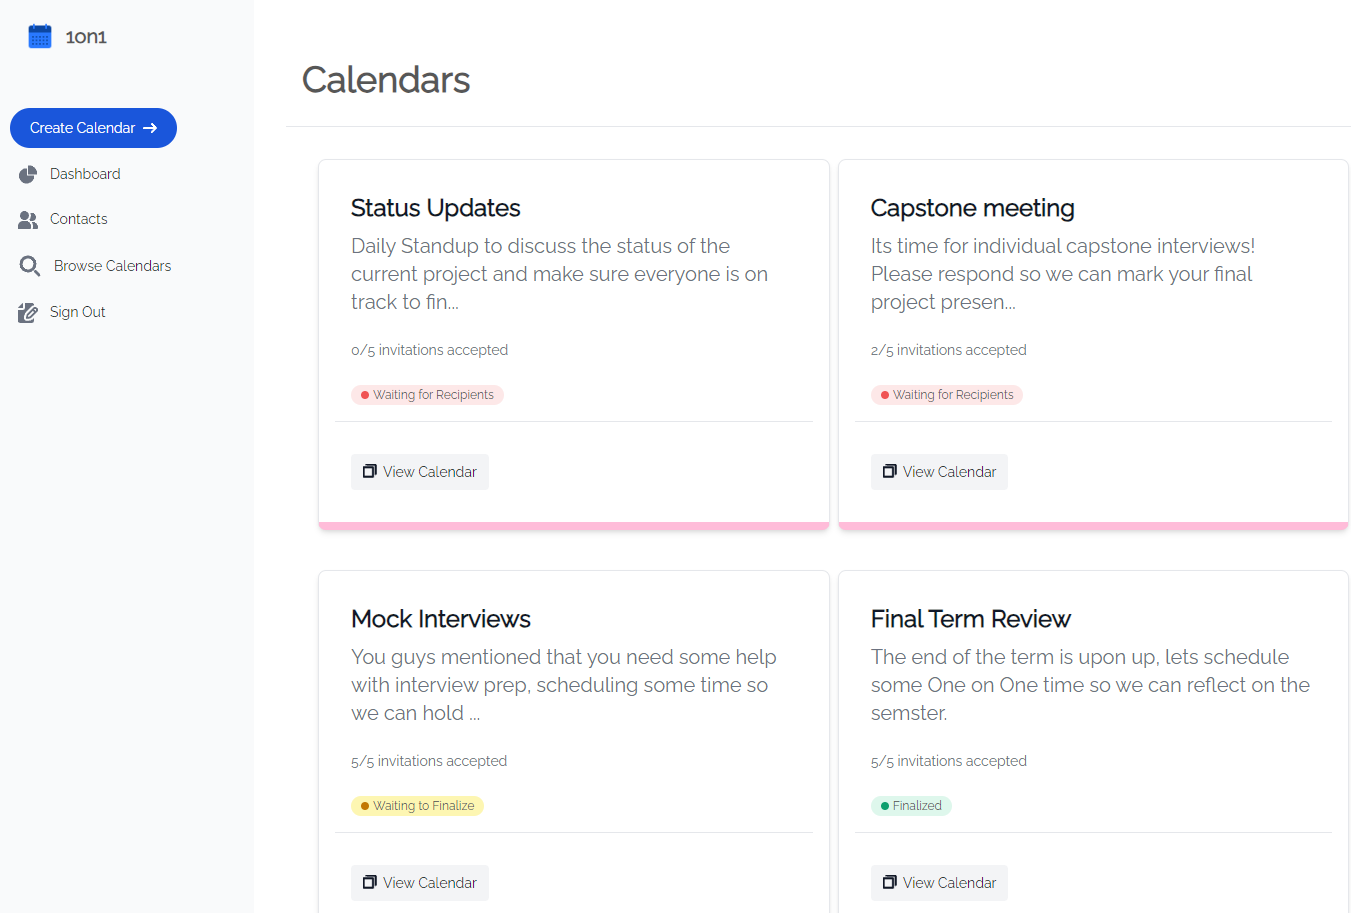 1on1
Create Calendar
Dashboard
Contacts
Browse Calendars
Sign Out
Calendars
Status Updates
Daily Standup to discuss the status of the
current project and make sure everyone is on
track to fin...
0/5 invitations accepted
Waiting for Recipients
View Calendar
Capstone meeting
Its time for individual capstone interviews!
Please respond so we can mark your final
project presen...
2/5 invitations accepted
Waiting for Recipients
View Calendar
Mock Interviews
You guys mentioned that you need some help
with interview prep, scheduling some time so
we can hold ...
5/5 invitations accepted
Waiting to Finalize
View Calendar
Final Term Review
The end of the term is upon up, lets schedule
some One on One time so we can reflect on the
semster.
5/5 invitations accepted
Finalized
View Calendar